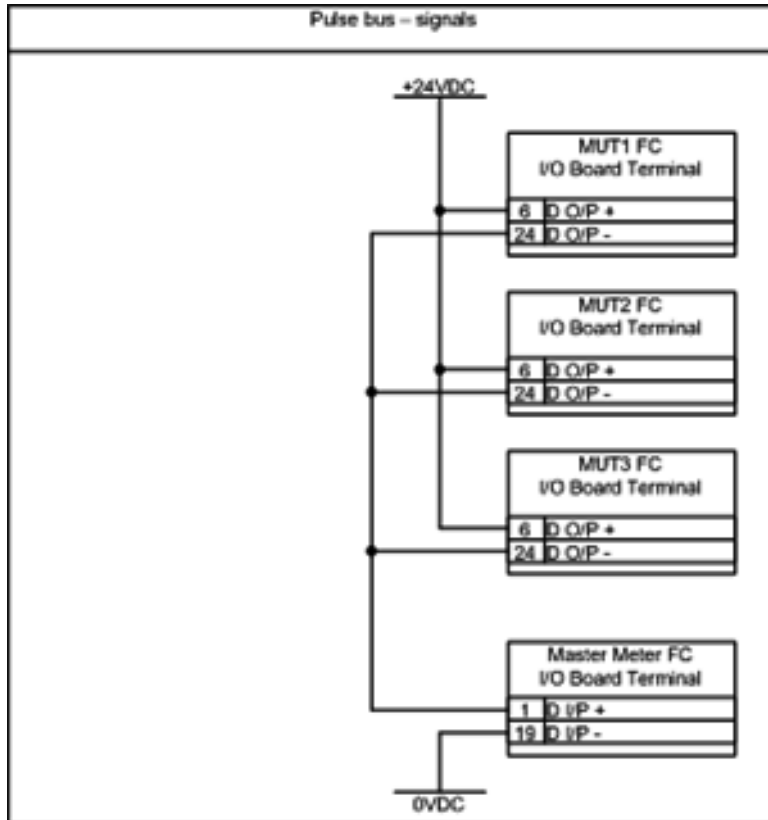 Pulse bus – signals
+24VDC
MUT1 FC
I/O Board Terminal
6 D O/P +
24 D O/P -
MUT2 FC
I/O Board Terminal
6 D O/P +
24 D O/P -
MUT3 FC
I/O Board Terminal
6 D O/P +
24 D O/P -
Master Meter FC
I/O Board Terminal
1 D I/P +
19 D I/P -
0VDC